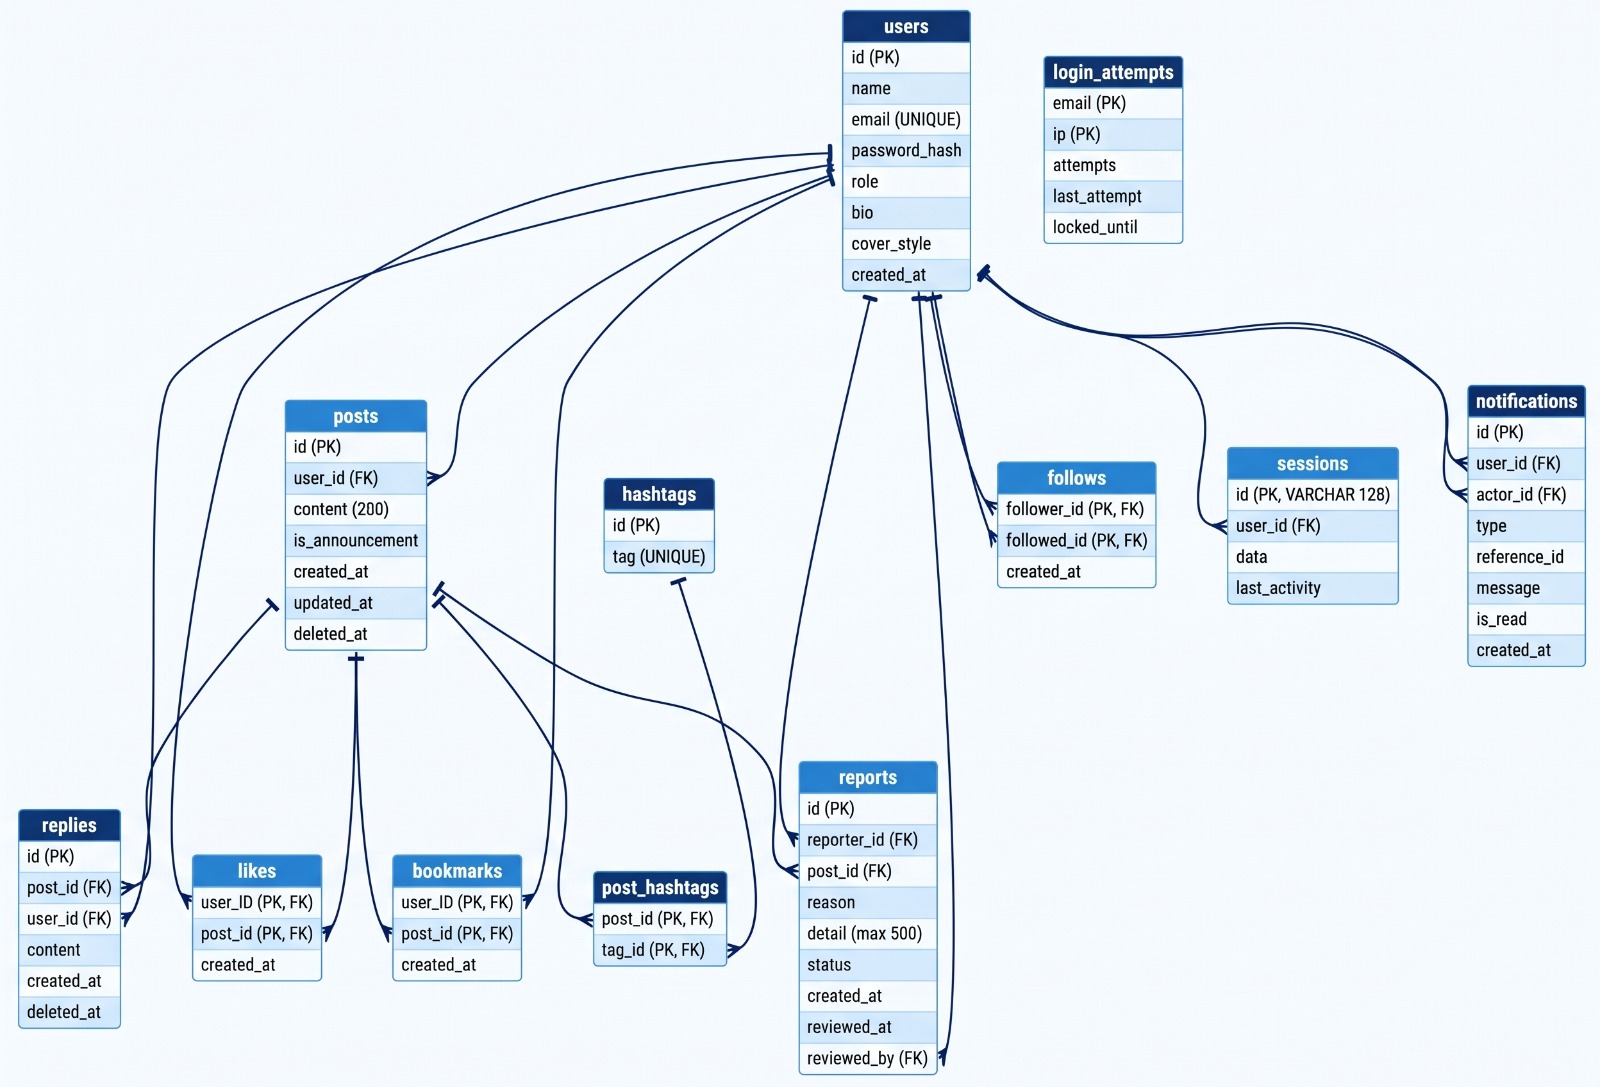 users
id (PK)
name
email (UNIQUE)
password_hash
role
bio
cover_style
created_at
login_attempts
email (PK)
ip (PK)
attempts
last_attempt
locked_until
posts
id (PK)
user_id (FK)
content (200)
is_announcement
created_at
updated_at
deleted_at
hashtags
id (PK)
tag (UNIQUE)
follows
follower_id (PK, FK)
followed_id (PK, FK)
created_at
sessions
id (PK, VARCHAR 128)
user_id (FK)
data
last_activity
notifications
id (PK)
user_id (FK)
actor_id (FK)
type
reference_id
message
is_read
created_at
replies
id (PK)
post_id (FK)
user_id (FK)
content
created_at
deleted_at
likes
user_ID (PK, FK)
post_id (PK, FK)
created_at
bookmarks
user_ID (PK, FK)
post_id (PK, FK)
created_at
post_hashtags
post_id (PK, FK)
tag_id (PK, FK)
reports
id (PK)
reporter_id (FK)
post_id (FK)
reason
detail (max 500)
status
created_at
reviewed_at
reviewed_by (FK)